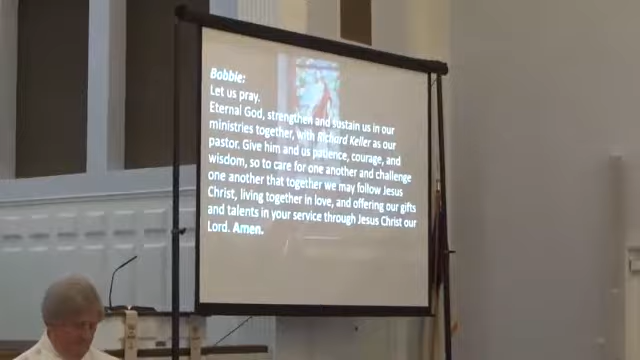 Bobbie:
Let us pray.
Eternal God, strengthen and sustain us in our
ministries together, with Richard Keller as our
pastor. Give him and us patience, courage, and
wisdom, so to care for one another and challenge
one another that together we may follow Jesus
Christ, living together in love, and offering our gifts
and talents in your service through Jesus Christ our
Lord. Amen.